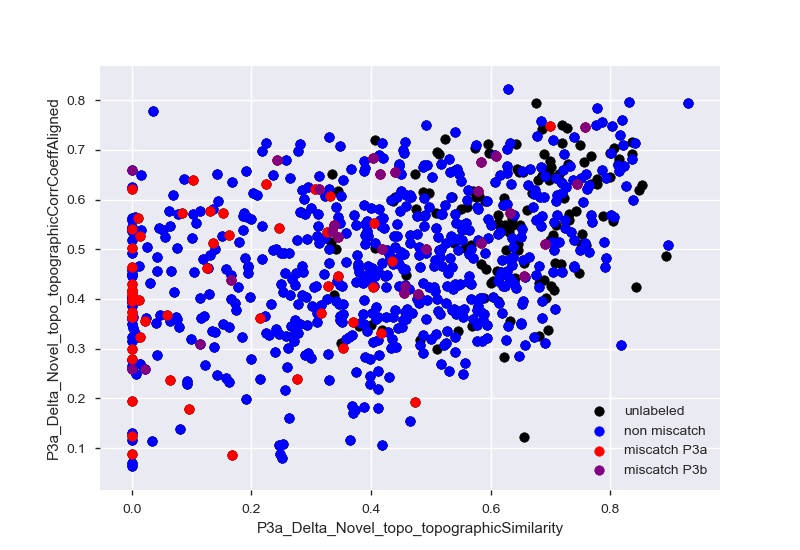 0.8
0.7
0.6
0.5
0.4
0.3
0.2
0.1
P3a_Delta_Novel_topo_topographicCorrCoeffAligned
unlabeled
non miscatch
miscatch P3a
miscatch P3b
0.0 0.2 0.4 0.6 0.8
P3a_Delta_Novel_topo_topographicSimilarity